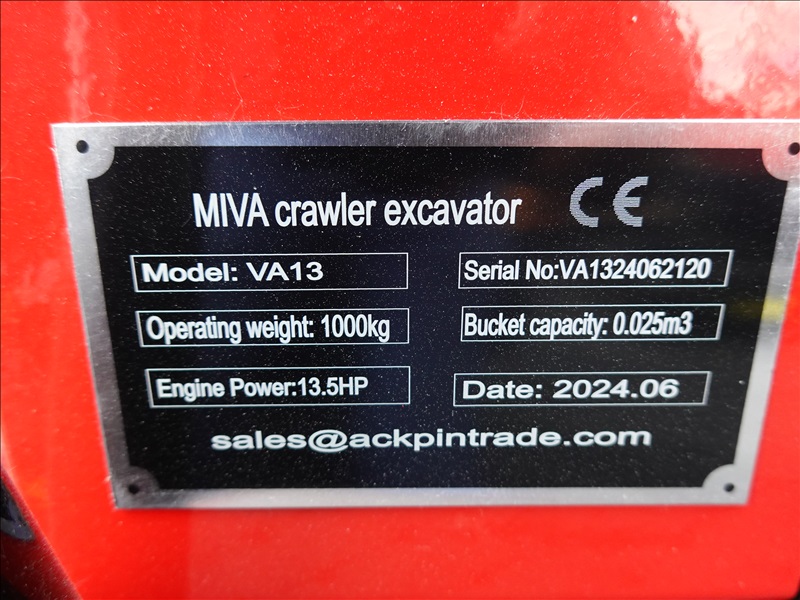 MIVA crawler excavator CE
Model: VA13
Serial No:VA1324062120
Operating weight: 1000kg
Bucket capacity: 0.025m3
Engine Power:13.5HP
Date: 2024.06
sales@ackpintrade.com